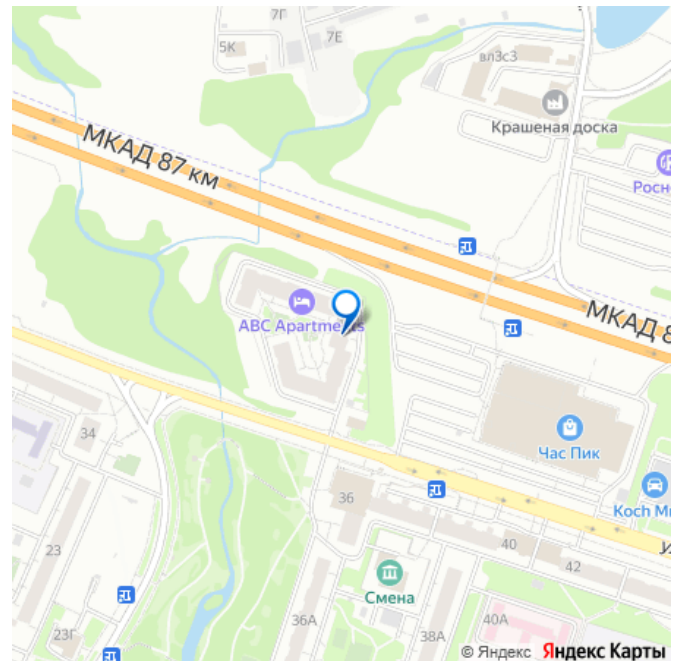 7Г
7Е
5К
вл3с3
Крашеная доска
Росн
МКАД 87 км
МКАД 8
ABC Apartments
Час Пик
Koch M
34
36
40
42
23
Смена
23Г
36А
38А
40А
© Яндекс Яндекс Карты